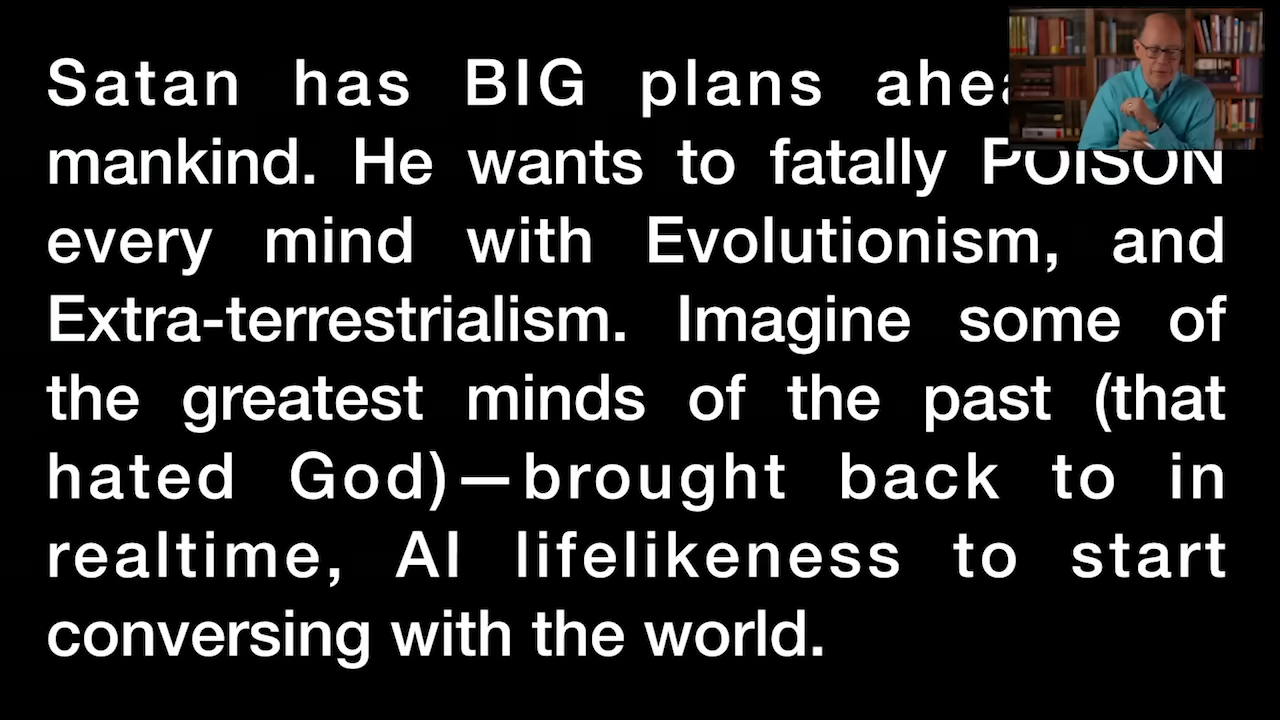 Satan has BIG plans
mankind. He wants to fatally POISON
every mind with Evolutionism, and
Extra-terrestrialism. Imagine some of
the greatest minds of the past (that
hated God)—brought back to in
realtime, AI lifelikeness to start
conversing with the world.